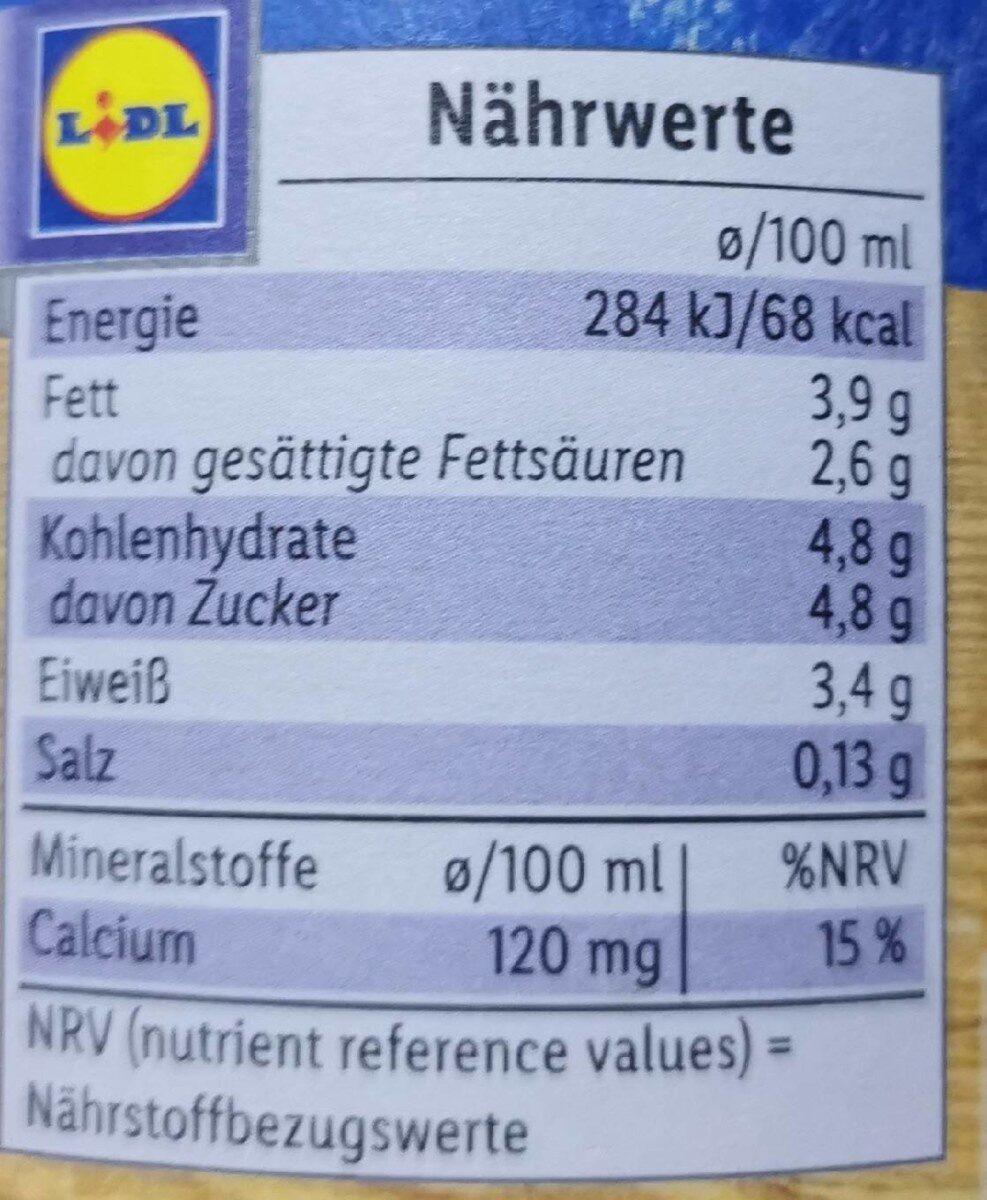 LIDL
Nährwerte
ø/100 ml
Energie 284 kJ/68 kcal
Fett 3,9 g
davon gesättigte Fettsäuren 2,6 g
Kohlenhydrate 4,8 g
davon Zucker 4,8 g
Eiweiß 3,4 g
Salz 0,13 g
Mineralstoffe ø/100 ml %NRV
Calcium 120 mg 15 %
NRV (nutrient reference values) =
Nährstoffbezugswerte